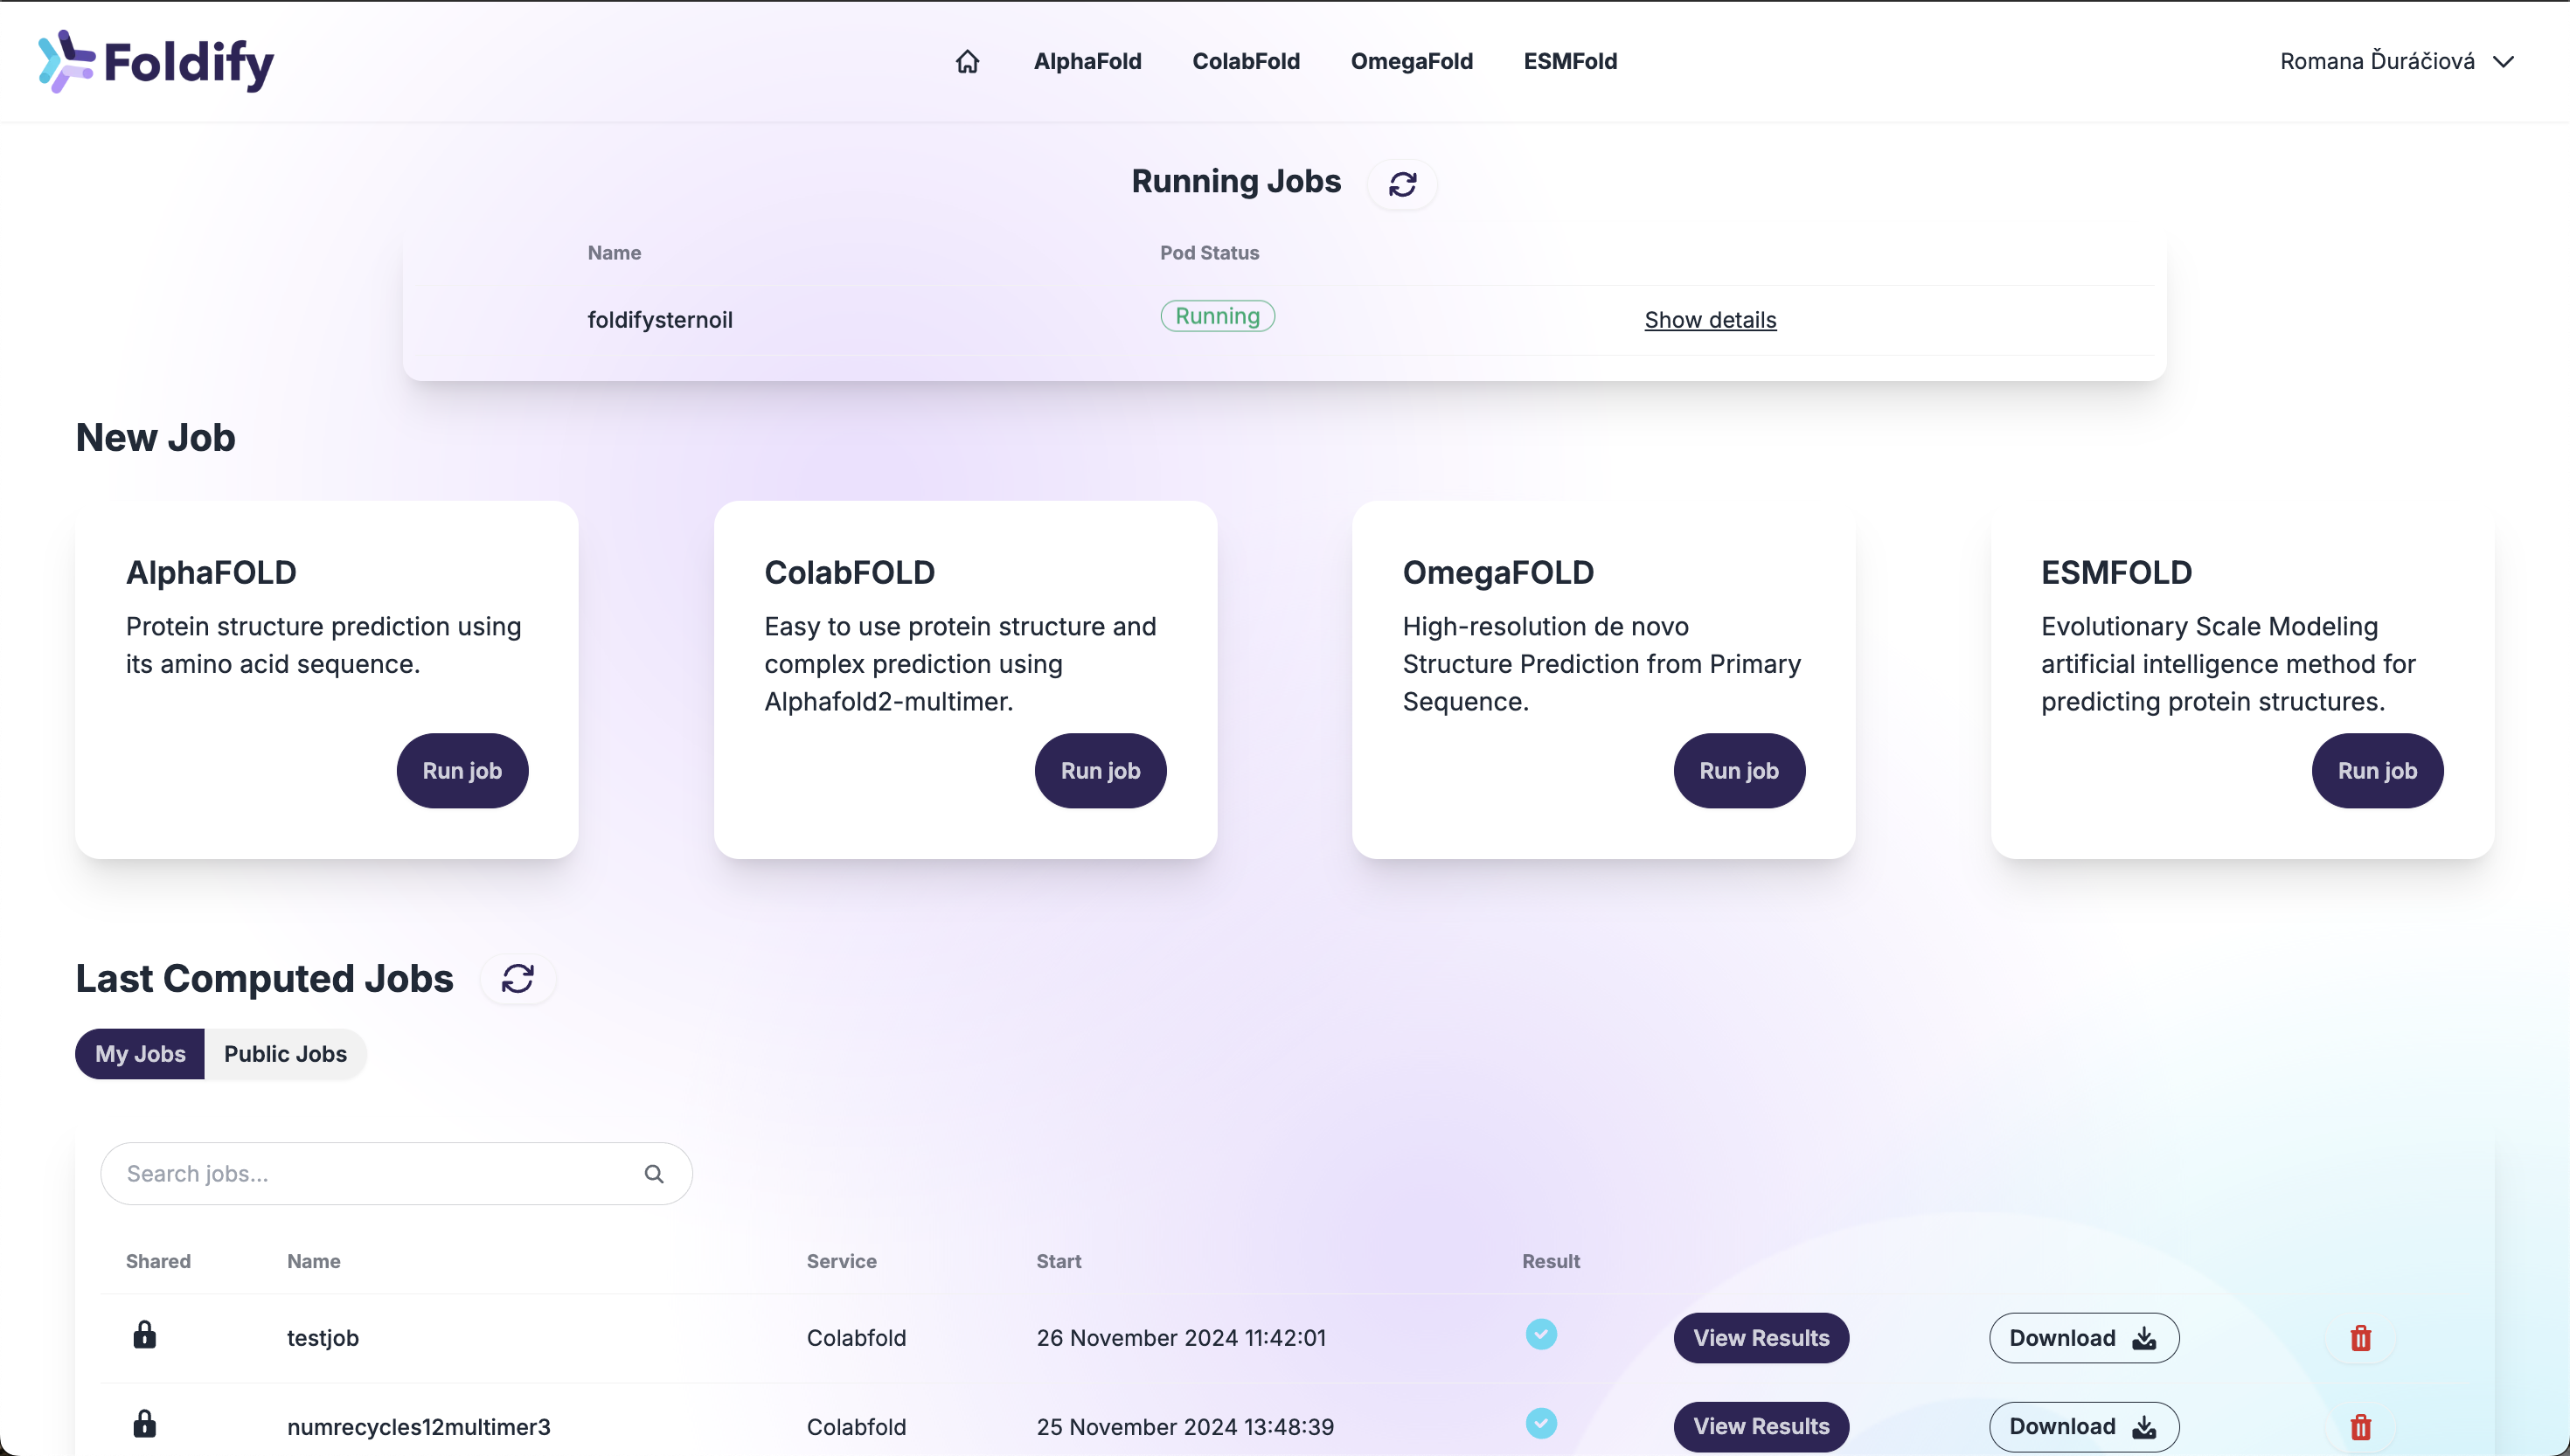 Foldify
AlphaFold ColabFold OmegaFold ESMFold
Romana Ďuráčiová
Running Jobs
Name Pod Status
foldifysternoil Running Show details
New Job
AlphaFOLD
Protein structure prediction using
its amino acid sequence.
Run job
ColabFOLD
Easy to use protein structure and
complex prediction using
Alphafold2-multimer.
Run job
OmegaFOLD
High-resolution de novo
Structure Prediction from Primary
Sequence.
Run job
ESMFOLD
Evolutionary Scale Modeling
artificial intelligence method for
predicting protein structures.
Run job
Last Computed Jobs
My Jobs Public Jobs
Search jobs...
Shared Name Service Start Result
testjob Colabfold 26 November 2024 11:42:01 View Results Download
numrecycles12multimer3 Colabfold 25 November 2024 13:48:39 View Results Download